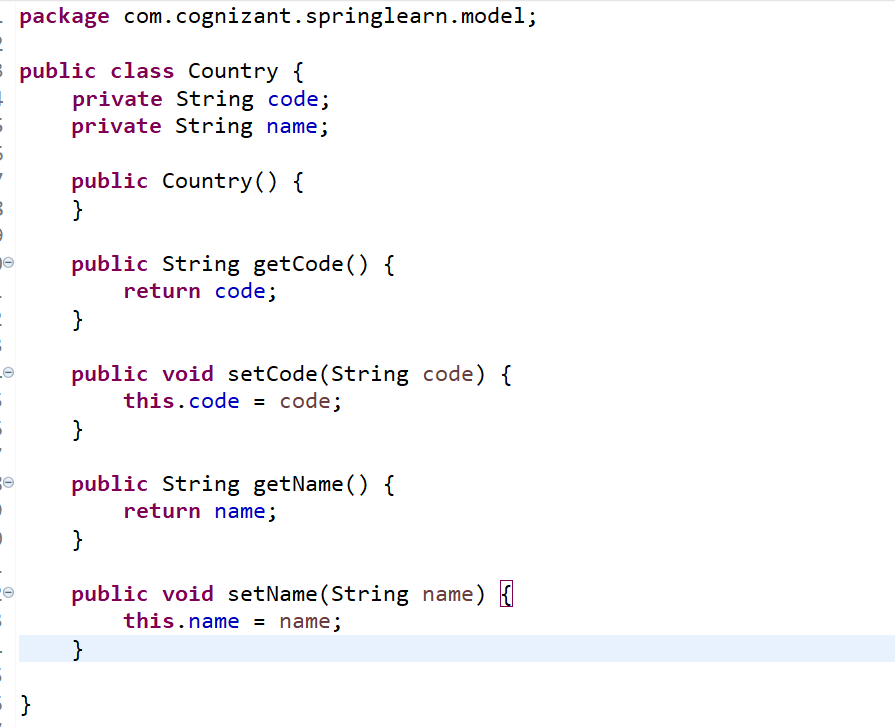 package com.cognizant.springlearn.model;

public class Country {
    private String code;
    private String name;

    public Country() {
    }

    public String getCode() {
        return code;
    }

    public void setCode(String code) {
        this.code = code;
    }

    public String getName() {
        return name;
    }

    public void setName(String name) {
        this.name = name;
    }

}